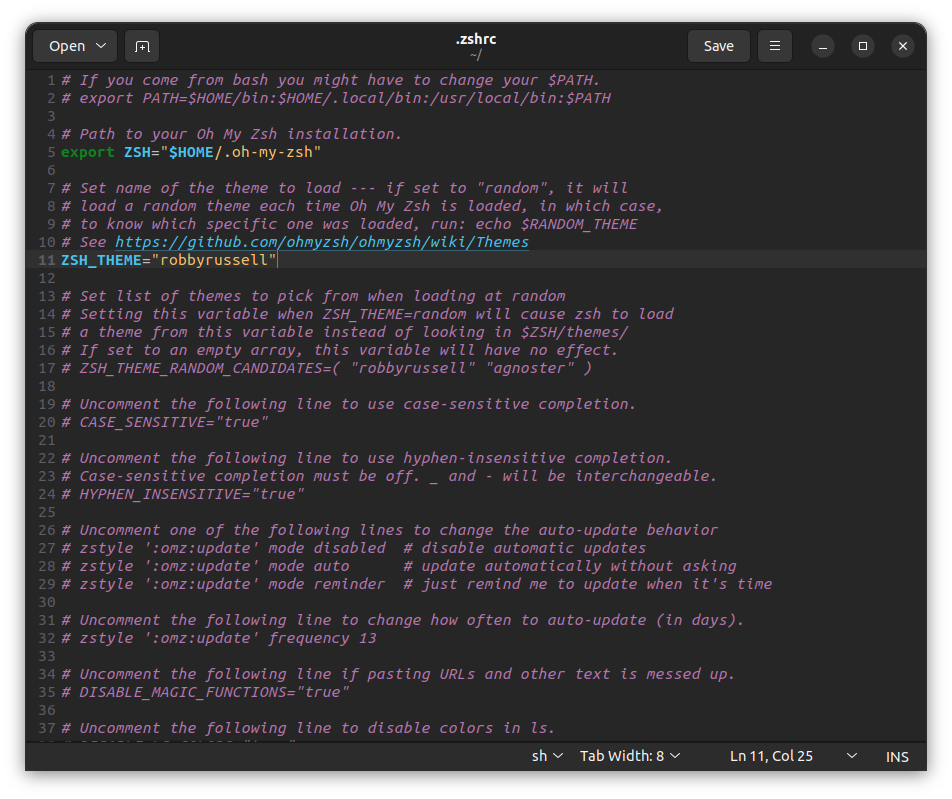 Open
.zshrc
~/
Save
1 # If you come from bash you might have to change your $PATH.
2 # export PATH=$HOME/bin:$HOME/.local/bin:/usr/local/bin:$PATH
3
4 # Path to your Oh My Zsh installation.
5 export ZSH="$HOME/.oh-my-zsh"
6
7 # Set name of the theme to load --- if set to "random", it will
8 # load a random theme each time Oh My Zsh is loaded, in which case,
9 # to know which specific one was loaded, run: echo $RANDOM_THEME
10 # See https://github.com/ohmyzsh/ohmyzsh/wiki/Themes
11 ZSH_THEME="robbyrussell"
12
13 # Set list of themes to pick from when loading at random
14 # Setting this variable when ZSH_THEME=random will cause zsh to load
15 # a theme from this variable instead of looking in $ZSH/themes/
16 # If set to an empty array, this variable will have no effect.
17 # ZSH_THEME_RANDOM_CANDIDATES=( "robbyrussell" "agnoster" )
18
19 # Uncomment the following line to use case-sensitive completion.
20 # CASE_SENSITIVE="true"
21
22 # Uncomment the following line to use hyphen-insensitive completion.
23 # Case-sensitive completion must be off. _ and - will be interchangeable.
24 # HYPHEN_INSENSITIVE="true"
25
26 # Uncomment one of the following lines to change the auto-update behavior
27 # zstyle ':omz:update' mode disabled  # disable automatic updates
28 # zstyle ':omz:update' mode auto      # update automatically without asking
29 # zstyle ':omz:update' mode reminder  # just remind me to update when it's time
30
31 # Uncomment the following line to change how often to auto-update (in days).
32 # zstyle ':omz:update' frequency 13
33
34 # Uncomment the following line if pasting URLs and other text is messed up.
35 # DISABLE_MAGIC_FUNCTIONS="true"
36
37 # Uncomment the following line to disable colors in ls.
sh Tab Width: 8 Ln 11, Col 25 INS